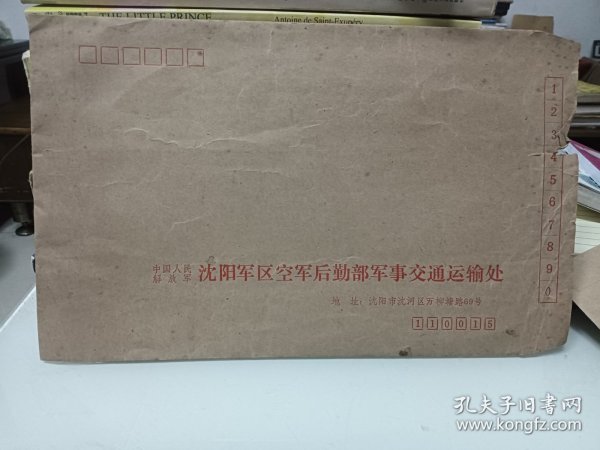 THE LITTLE PRINCE
Antoine de Saint-Exupéry
1
2
3
4
5
6
7
8
9
0
中国人民
解放军
沈阳军区空军后勤部军事交通运输处
地 址：沈阳市沈河区万柳塘路69号
110015
孔夫子旧书网
www.kongfz.com